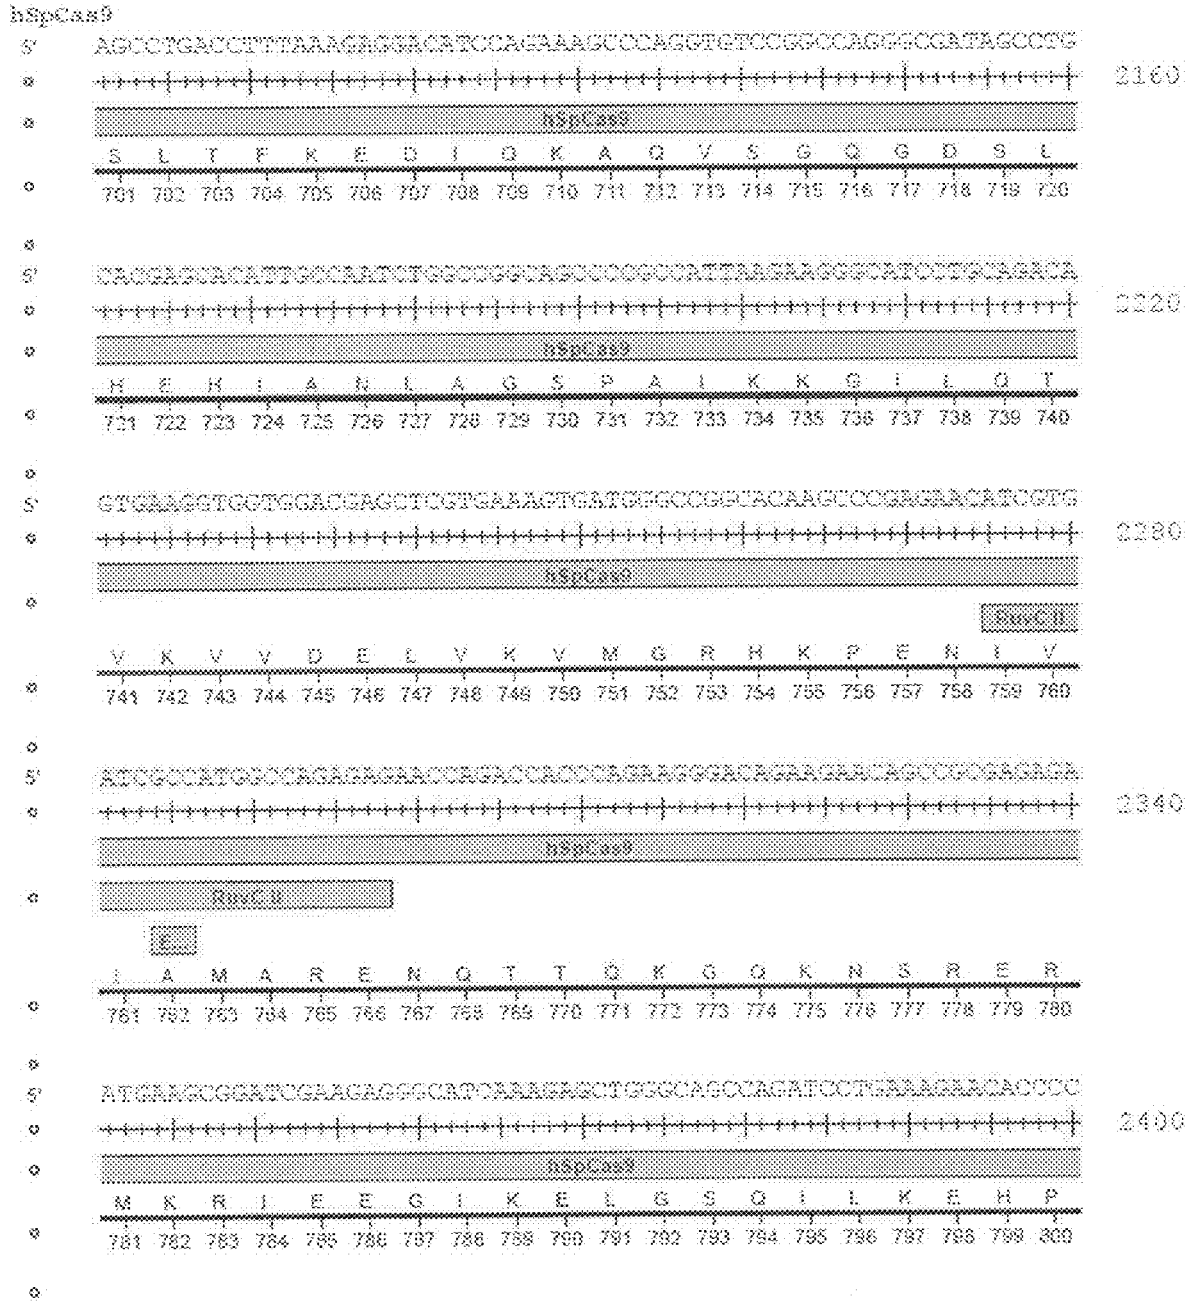 hSpCas9
5' AGCCTGACCTTTAAAGAGGACATCCAGAAAGCCCAGGTGTCCGGCCAGGGCGATAGCCTG
2160
hSpCas9
S L T F K E D I Q K A Q V S G Q G D S L
701 702 703 704 705 706 707 708 709 710 711 712 713 714 715 716 717 718 719 720
5' CACGAGCACATTGCCAATCTGGCCGGCAGCCCCGCCATTAAGAAGGGCATCCTGCAGACA
2220
hSpCas9
H E H I A N L A G S P A I K K G I L Q T
721 722 723 724 725 726 727 728 729 730 731 732 733 734 735 736 737 738 739 740
5' GTGAAGGTGGTGGACGAGCTCGTGAAAGTGATGGGCCGGCACAAGCCCGAGAACATCGTG
2280
hSpCas9
RuvC II
V K V V D E L V K V M G R H K P E N I V
741 742 743 744 745 746 747 748 749 750 751 752 753 754 755 756 757 758 759 760
5' ATCGCCATGGCCAGAGAGAACCAGACCACCCAGAAGGGACAGAAGAACAGCCGCGAGAGA
2340
hSpCas9
RuvC II
E...
I A M A R E N Q T T Q K G Q K N S R E R
761 762 763 764 765 766 767 768 769 770 771 772 773 774 775 776 777 778 779 780
5' ATGAAGCGGATCGAAGAGGGCATCAAAGAGCTGGGCAGCCAGATCCTGAAAGAACACCCC
2400
hSpCas9
M K R I E E G I K E L G S Q I L K E H P
781 782 783 784 785 786 787 788 789 790 791 792 793 794 795 796 797 798 799 800